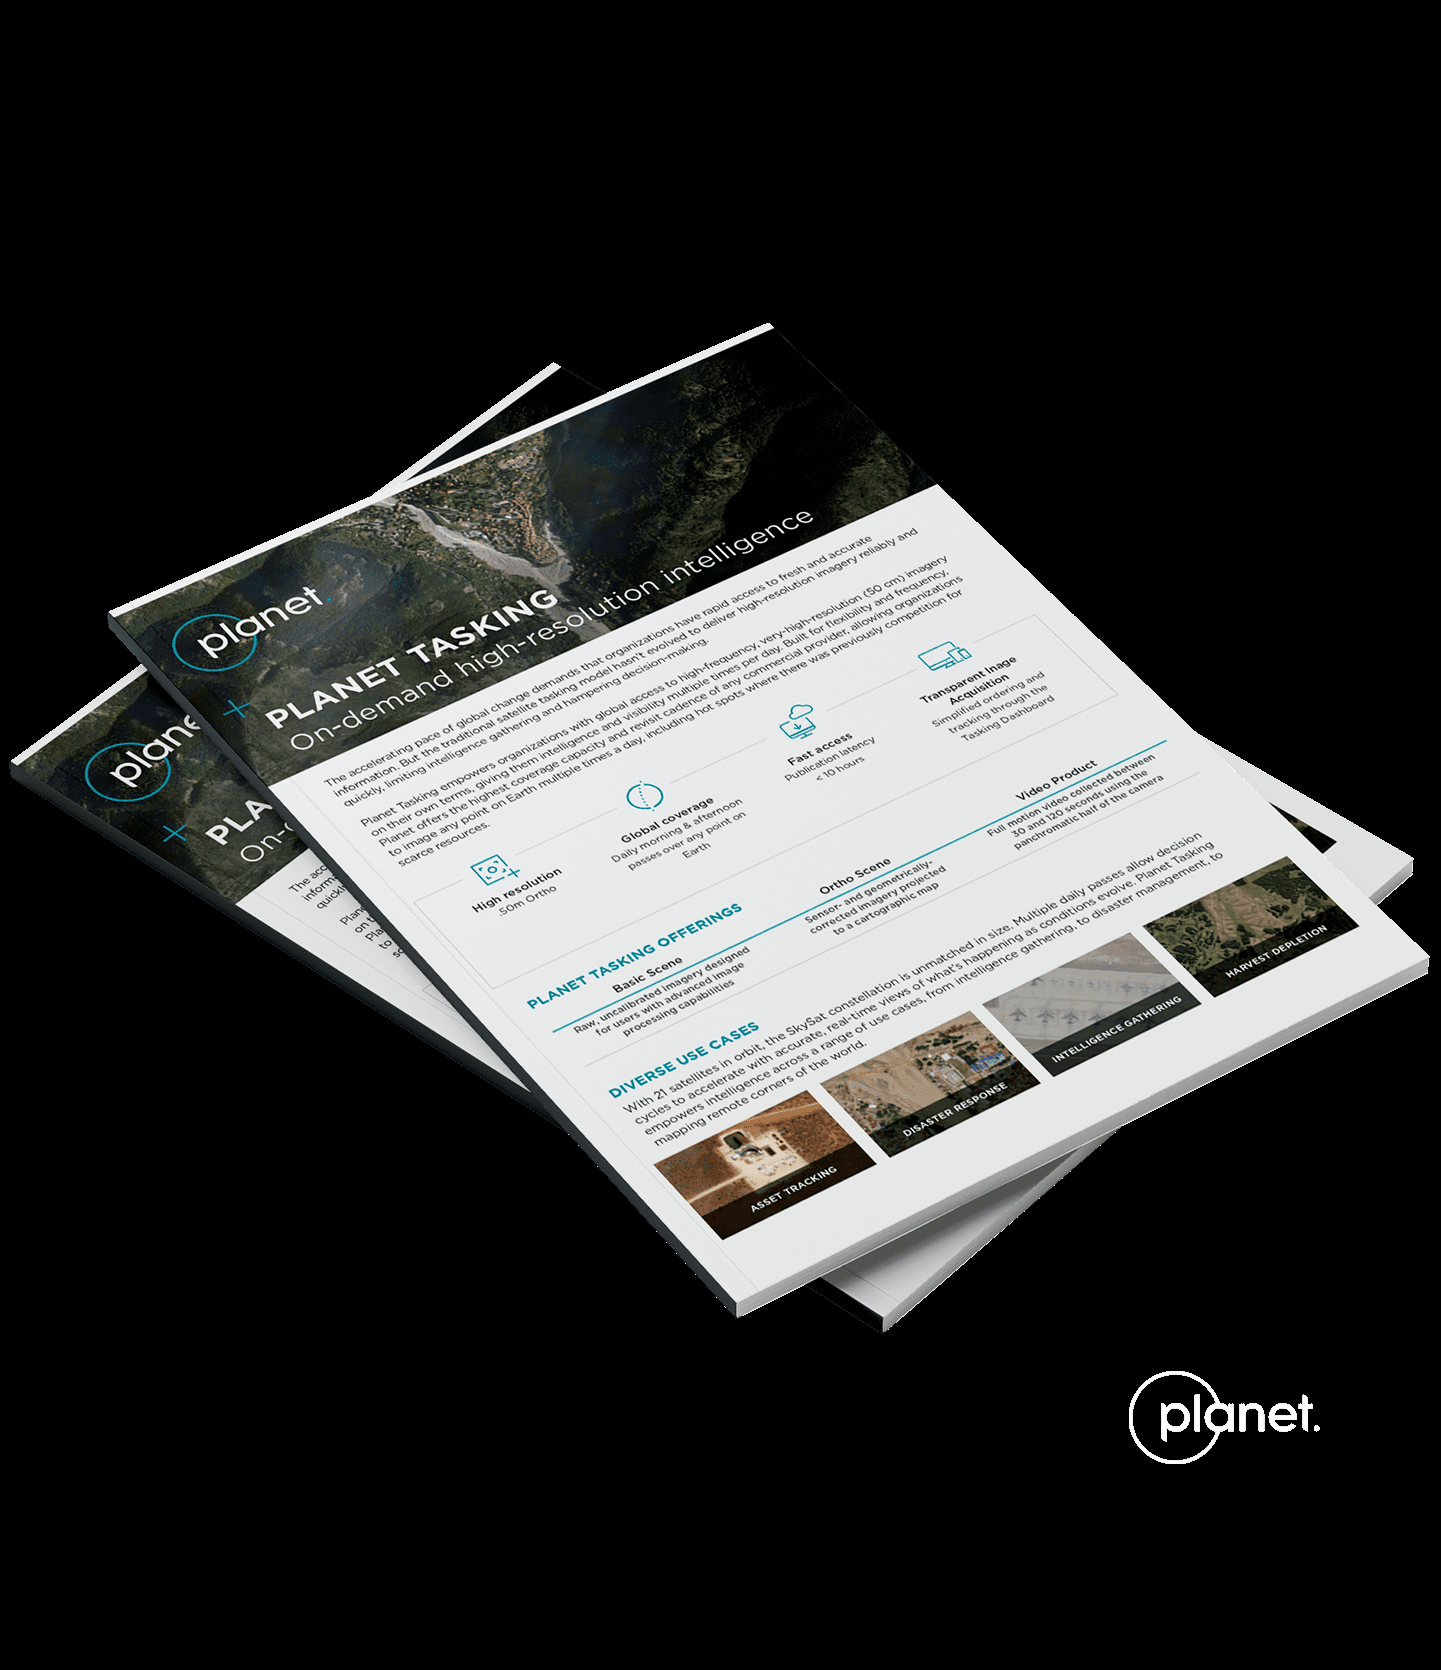 planet.
PLANET TASKING
On-demand high-resolution intelligence
The accelerating pace of global change demands that organizations have rapid access to fresh and accurate
information. But the traditional satellite tasking model hasn't evolved to deliver high-resolution imagery reliably and
quickly, limiting intelligence gathering and hampering decision-making.
Planet Tasking empowers organizations with global access to high-frequency, very-high-resolution (50 cm) imagery
on their own terms, giving them intelligence and visibility multiple times per day. Built for flexibility and frequency,
Planet offers the highest coverage capacity and revisit cadence of any commercial provider, allowing organizations
to image any point on Earth multiple times a day, including hot spots where there was previously competition for
scarce resources.
High resolution
.50m Ortho
Global coverage
Daily morning & afternoon
passes over any point on
Earth
Fast access
Publication latency
< 10 hours
Transparent Image
Acquisition
Simplified ordering and
tracking through the
Tasking Dashboard
PLANET TASKING OFFERINGS
Basic Scene
Raw, uncalibrated imagery designed
for users with advanced image
processing capabilities
Ortho Scene
Sensor- and geometrically-
corrected imagery projected
to a cartographic map
Video Product
Full motion video collected between
30 and 120 seconds using the
panchromatic half of the camera
DIVERSE USE CASES
With 21 satellites in orbit, the SkySat constellation is unmatched in size. Multiple daily passes allow decision
cycles to accelerate with accurate, real-time views of what's happening as conditions evolve. Planet Tasking
empowers intelligence across a range of use cases, from intelligence gathering, to disaster management, to
mapping remote corners of the world.
ASSET TRACKING
DISASTER RESPONSE
INTELLIGENCE GATHERING
HARVEST DEPLETION
plane
PLA
On-
The acc
inform
quickl
Plan
on t
Pla
to
sc
planet.